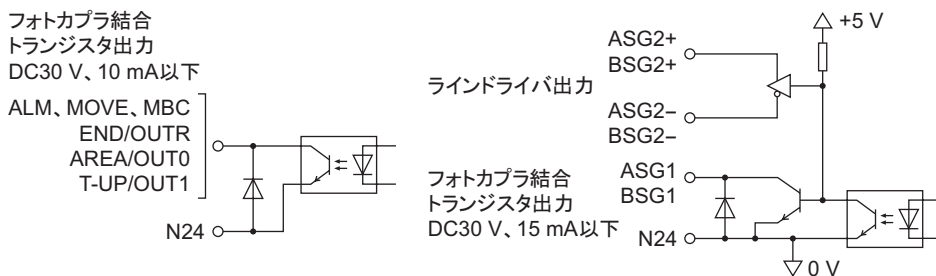 フォトカプラ結合
トランジスタ出力
DC30 V、10 mA以下
ALM、MOVE、MBC
END/OUTR
AREA/OUT0
T-UP/OUT1
N24
+5 V
ASG2+
BSG2+
ラインドライバ出力
ASG2−
BSG2−
フォトカプラ結合
トランジスタ出力
DC30 V、15 mA以下
ASG1
BSG1
N24
0 V